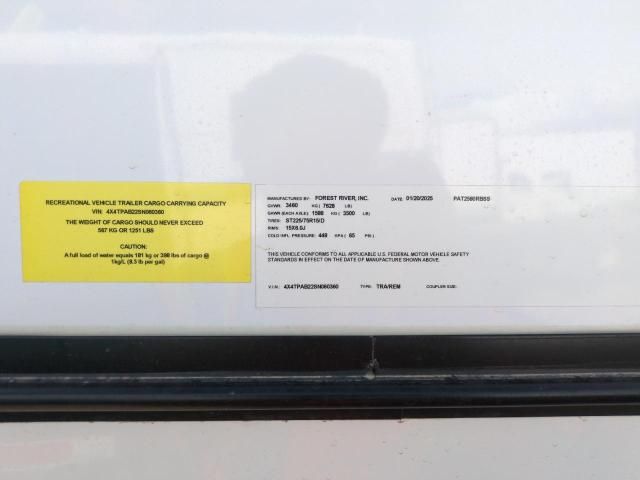 RECREATIONAL VEHICLE TRAILER CARGO CARRYING CAPACITY
VIN: 4X4TPAB22SN060360
THE WEIGHT OF CARGO SHOULD NEVER EXCEED
567 KG OR 1251 LBS
CAUTION:
A full load of water equals 181 kg or 398 lbs of cargo @
1kg/L (8.3 lb per gal)
MANUFACTURED BY: FOREST RIVER, INC. DATE: 01/20/2025 PAT2580RBSS
GVWR: 3460 KG ( 7628 LB)
GAWR (EACH AXLE): 1588 KG ( 3500 LB)
TIRES: ST225/75R15/D
RIMS: 15X6.0J
COLD INFL. PRESSURE: 448 KPA ( 65 PSI.)
THIS VEHICLE CONFORMS TO ALL APPLICABLE U.S. FEDERAL MOTOR VEHICLE SAFETY
STANDARDS IN EFFECT ON THE DATE OF MANUFACTURE SHOWN ABOVE.
V.I.N.: 4X4TPAB22SN060360 TYPE: TRA/REM COUPLER SIZE: